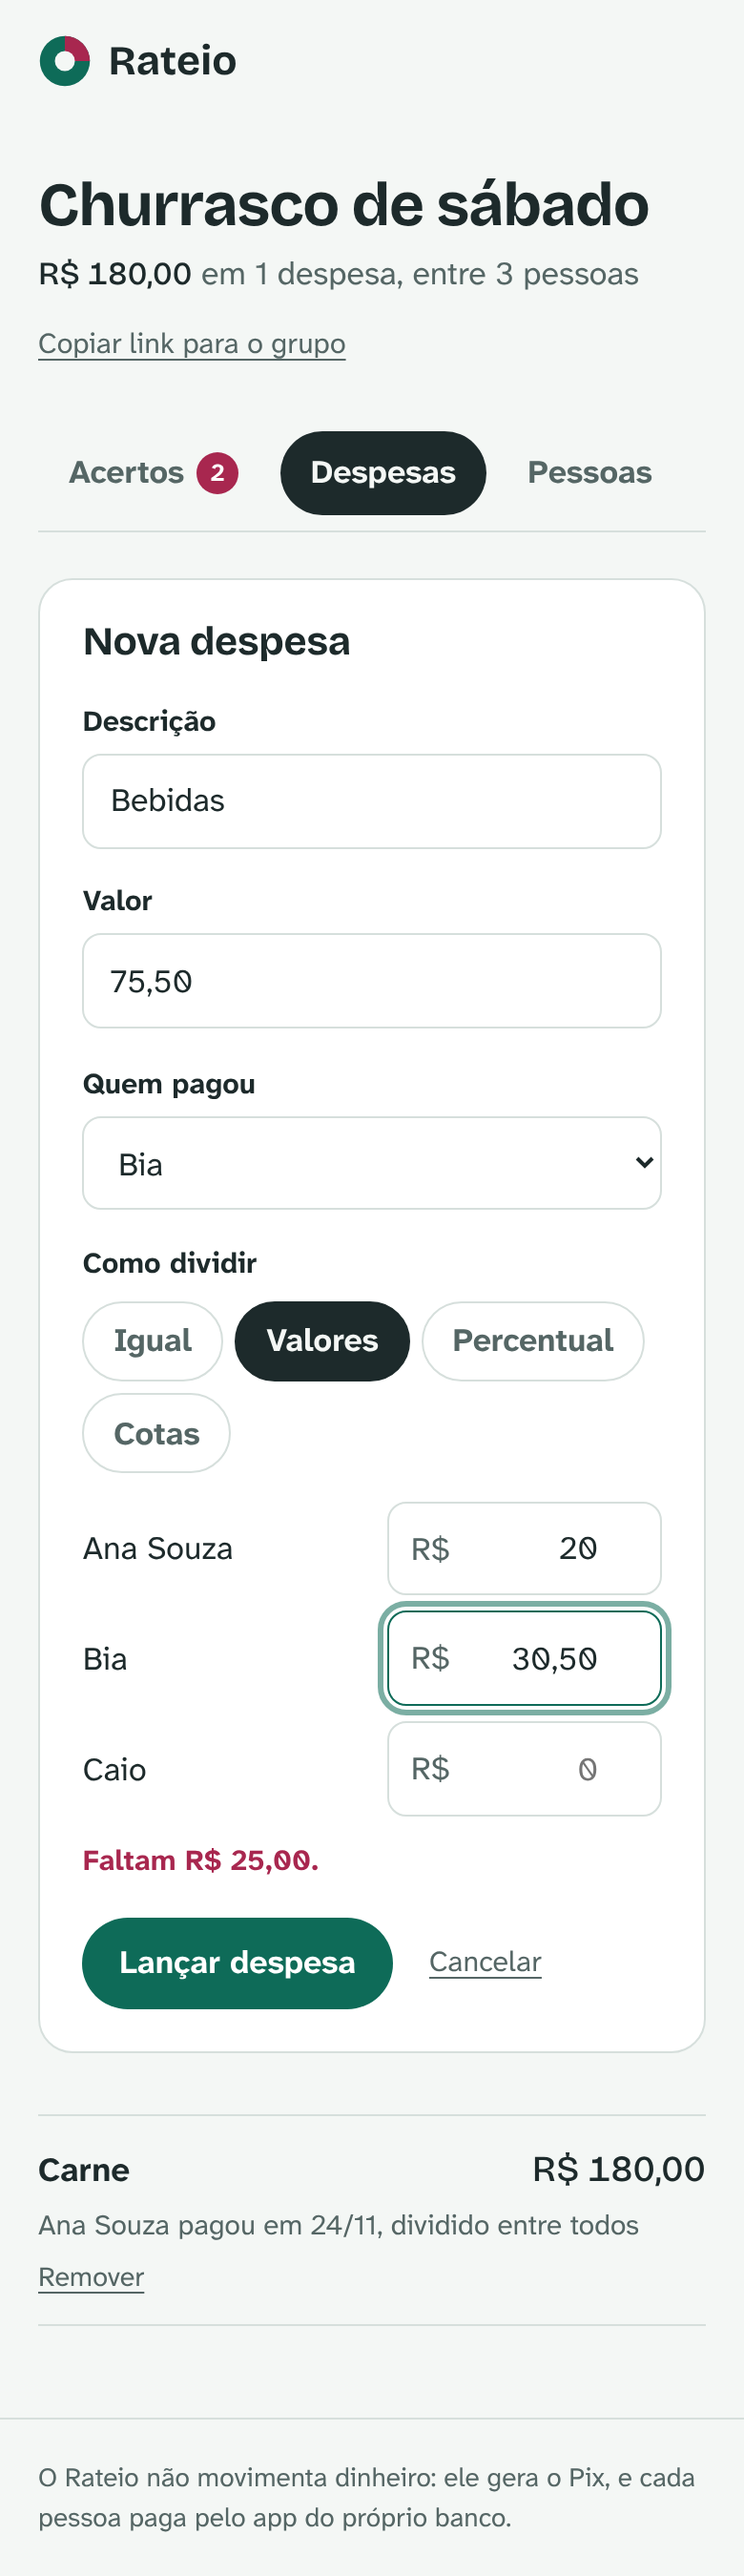 Rateio
Churrasco de sábado
R$ 180,00 em 1 despesa, entre 3 pessoas
Copiar link para o grupo
Acertos 2 Despesas Pessoas
Nova despesa
Descrição
Bebidas
Valor
75,50
Quem pagou
Bia
Como dividir
Igual Valores Percentual
Cotas
Ana Souza R$ 20
Bia R$ 30,50
Caio R$ 0
Faltam R$ 25,00.
Lançar despesa Cancelar
Carne R$ 180,00
Ana Souza pagou em 24/11, dividido entre todos
Remover
O Rateio não movimenta dinheiro: ele gera o Pix, e cada
pessoa paga pelo app do próprio banco.